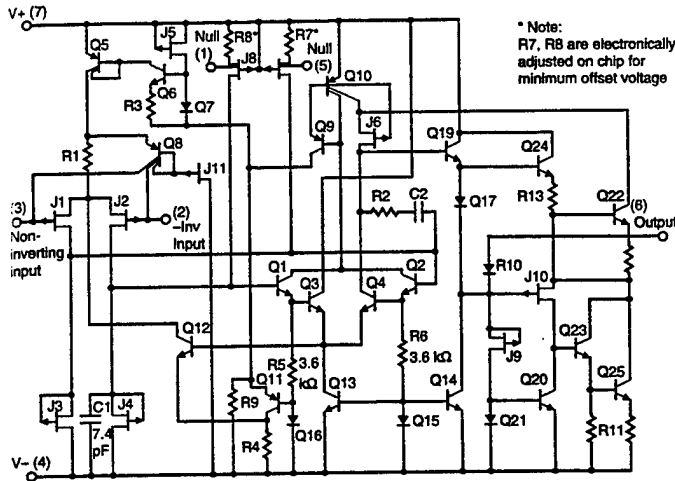 V+ (7)
* Note:
R7, R8 are electronically
adjusted on chip for
minimum offset voltage
Null
(1)
R8*
R7*
Null
(5)
J5
J8
Q5
Q6
Q10
R3
Q7
J6
Q19
Q24
Q9
Q8
R1
J11
R13
Q22
(6)
Output
R2
C2
Q17
(3)
J1
J2
(2)
Non-
inverting
input
–Inv
Input
R10
J10
Q1
Q3
Q2
Q4
Q12
R5
3.6
kΩ
R6
3.6 kΩ
J9
Q23
Q11
Q13
Q14
Q20
Q25
J3
C1
7.4
pF
J4
R9
R4
Q16
Q15
Q21
R11
V– (4)